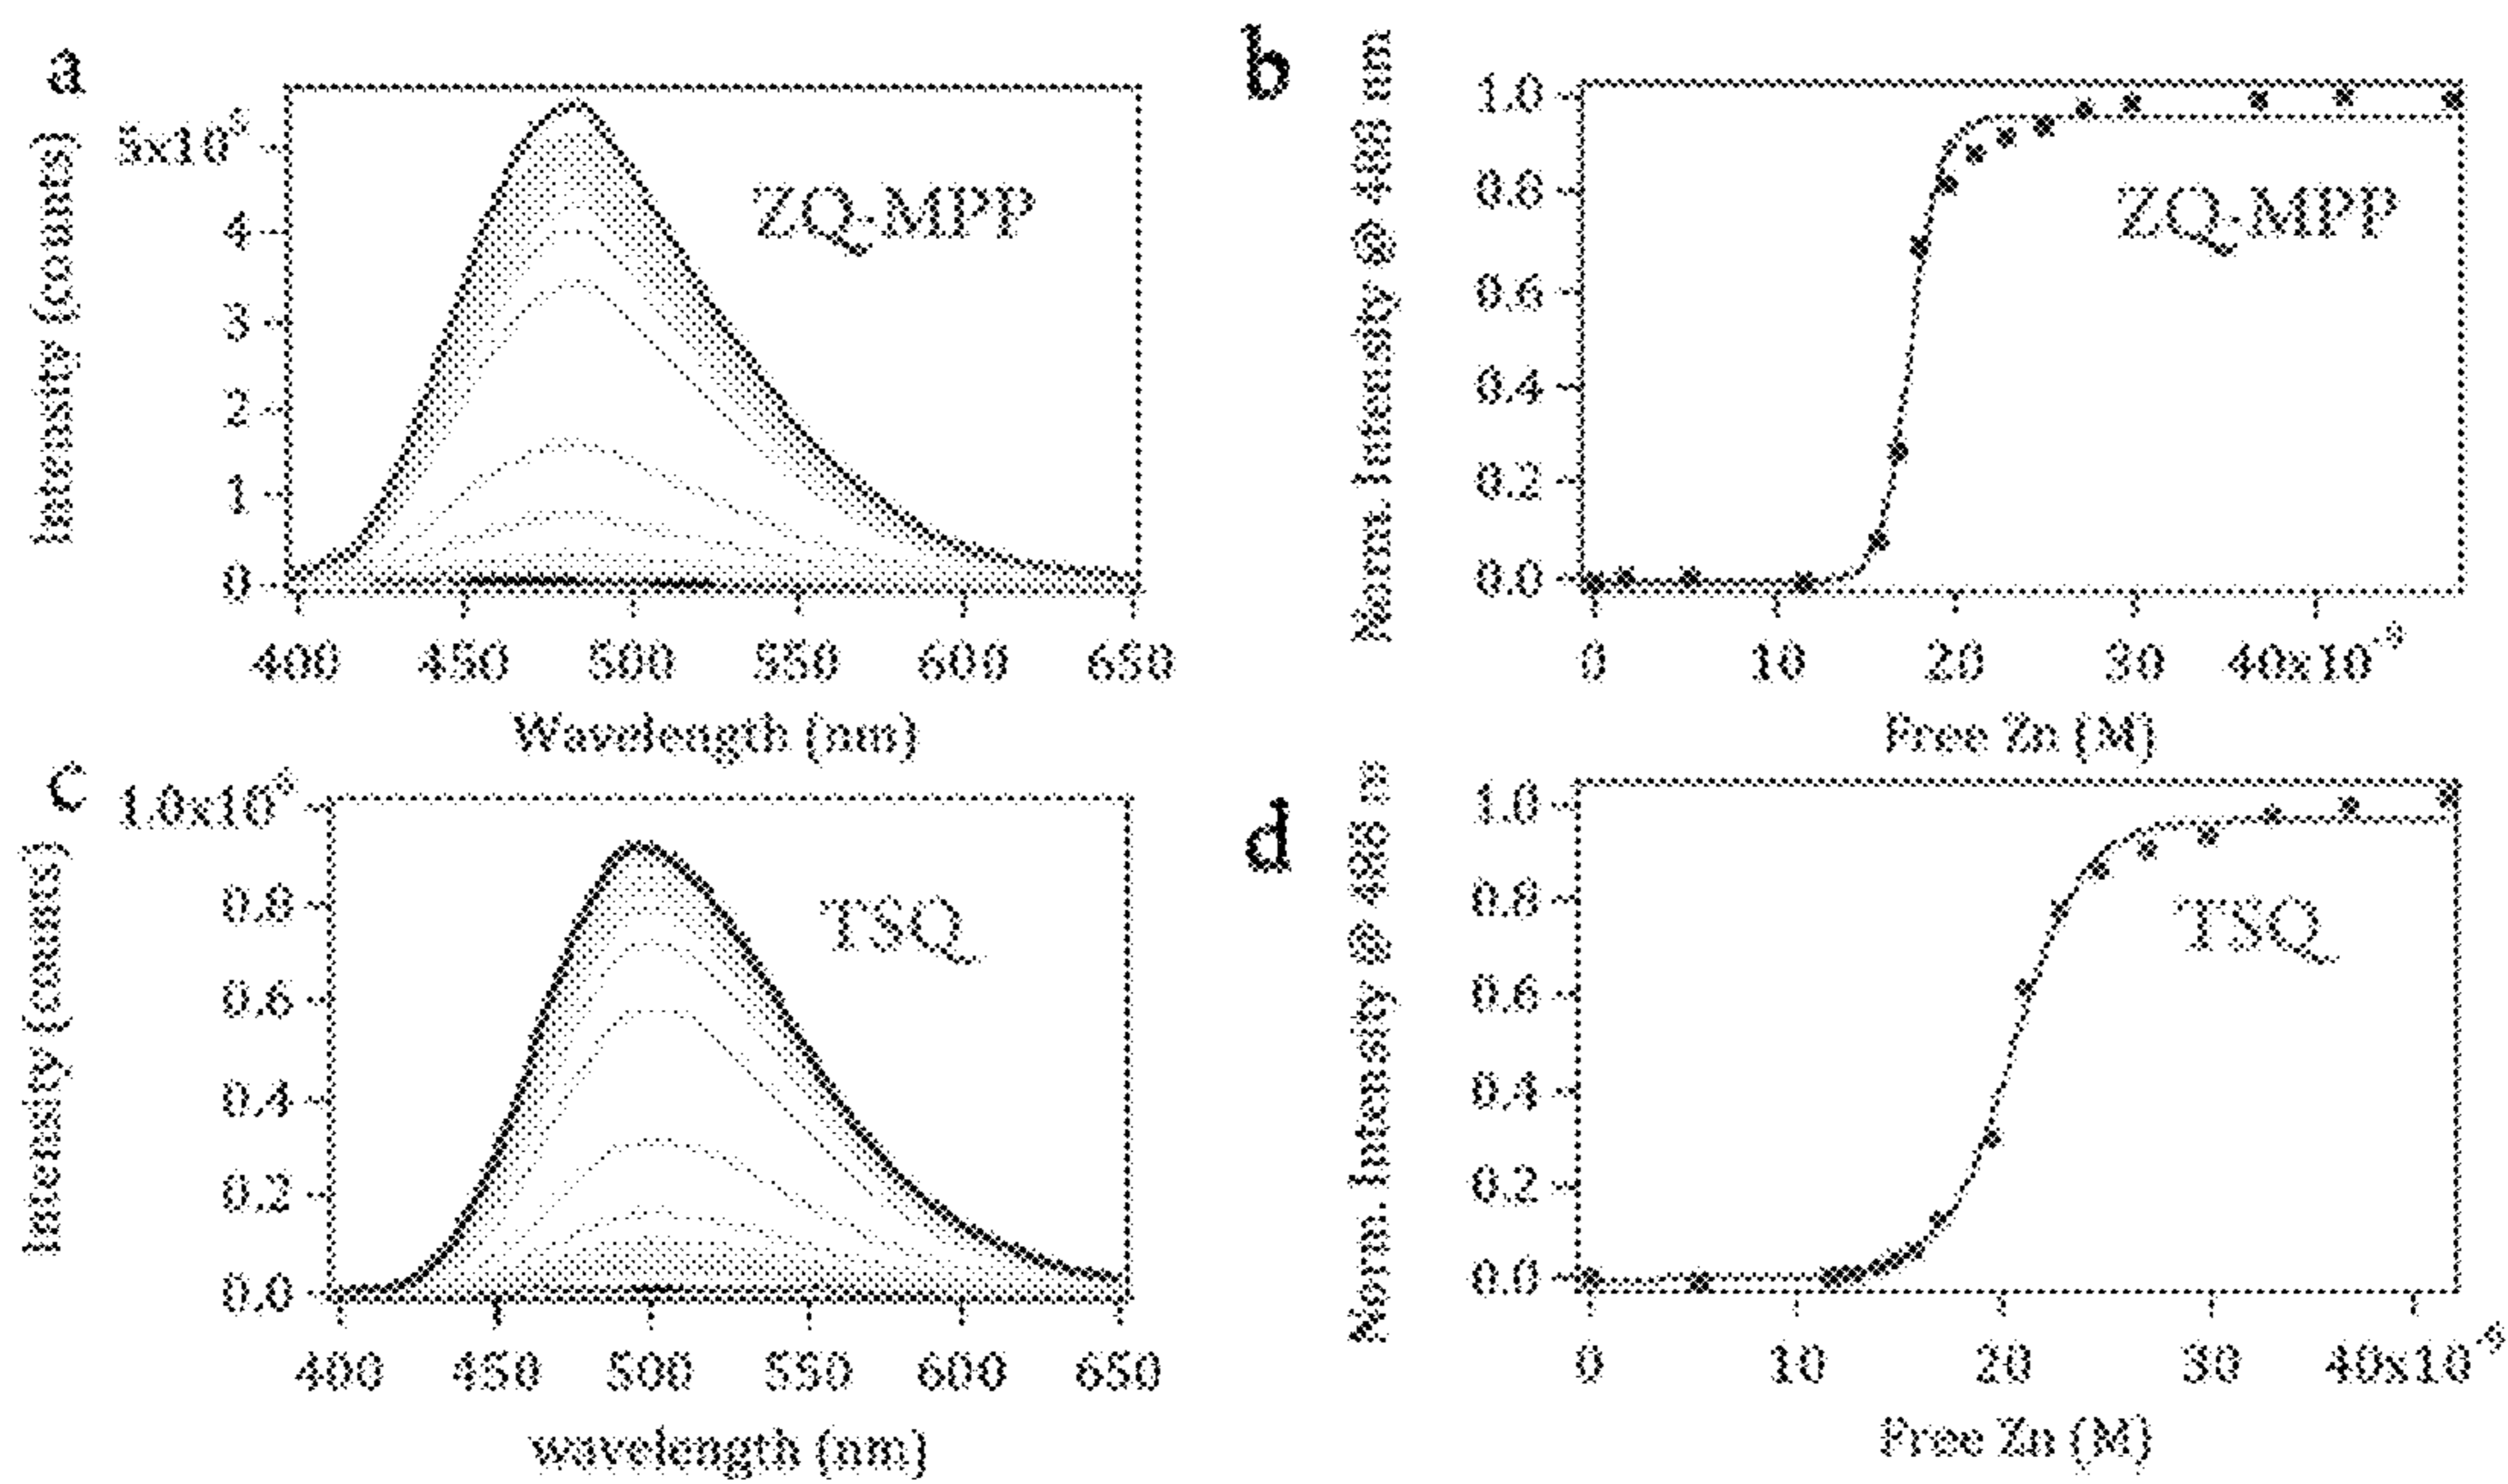 a
Intensity (counts)
5x10⁵
4
3
2
1
0
400 450 500 550 600 650
Wavelength (nm)
ZQ-MPP
b
Norm. Intensity @
1.0
0.8
0.6
0.4
0.2
0.0
0 10 20 30 40x10⁻⁹
Free Zn (M)
ZQ-MPP
c
Intensity (counts)
1.0x10
0.8
0.6
0.4
0.2
0.0
400 450 500 550 600 650
wavelength (nm)
TSQ
d
Norm. Intensity @
1.0
0.8
0.6
0.4
0.2
0.0
0 10 20 30 40x10⁻⁹
Free Zn (M)
TSQ